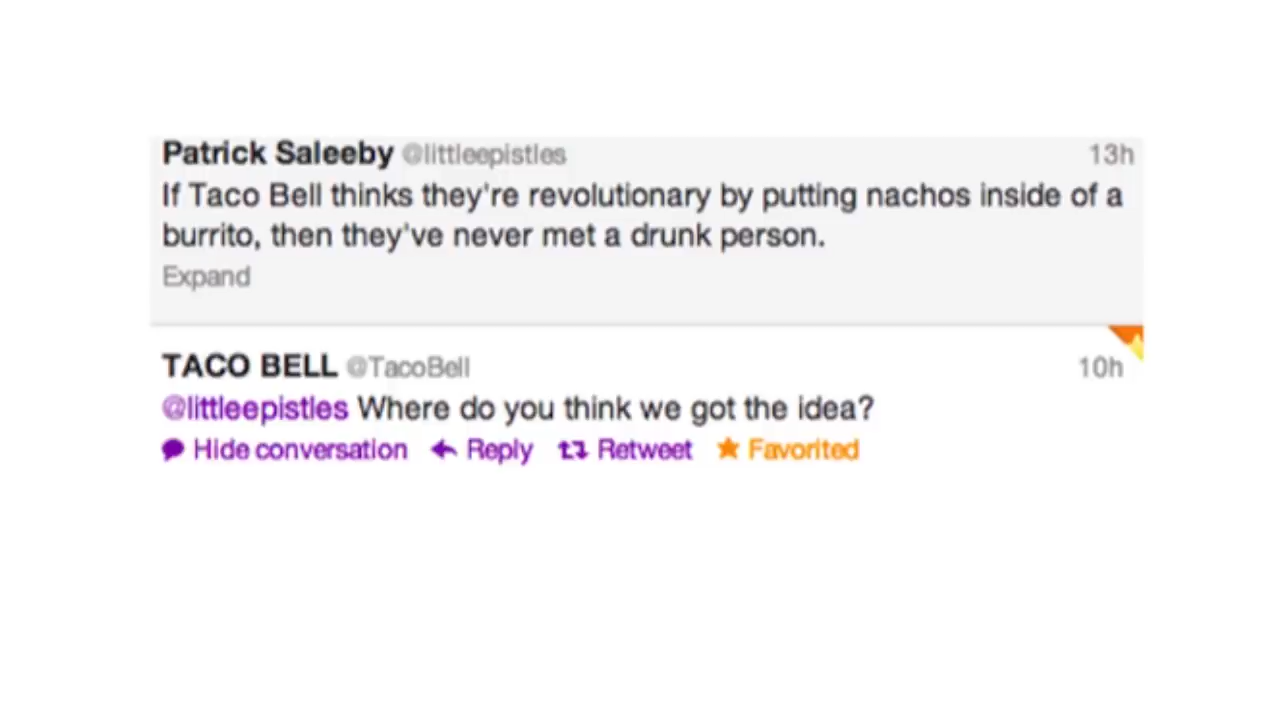 Patrick Saleeby @littleepistles 13h
If Taco Bell thinks they're revolutionary by putting nachos inside of a
burrito, then they've never met a drunk person.
Expand
TACO BELL @TacoBell 10h
@littleepistles Where do you think we got the idea?
Hide conversation Reply Retweet Favorited